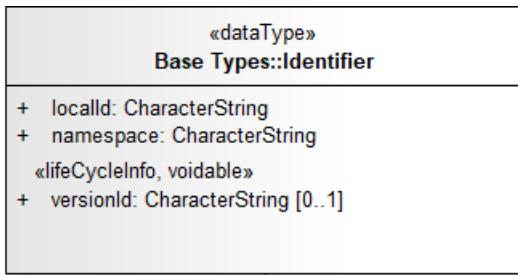 «dataType»
Base Types::Identifier
+ localId: CharacterString
+ namespace: CharacterString
«lifeCycleInfo, voidable»
+ versionId: CharacterString [0..1]